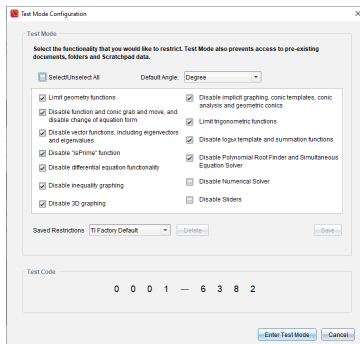 Test Mode Configuration
Test Mode
Select the functionality that you would like to restrict. Test Mode also prevents access to pre-existing
documents, folders and Scratchpad data.
Select/Unselect All
Default Angle:
Degree
Limit geometry functions
Disable function and conic grab and move, and
disable change of equation form
Disable vector functions, including eigenvectors
and eigenvalues
Disable "isPrime" function
Disable differential equation functionality
Disable inequality graphing
Disable 3D graphing
Disable implicit graphing, conic templates, conic
analysis and geometric conics
Limit trigonometric functions
Disable logₐx template and summation functions
Disable Polynomial Root Finder and Simultaneous
Equation Solver
Disable Numerical Solver
Disable Sliders
Saved Restrictions
TI Factory Default
Delete
Save
Test Code
0 0 0 1 — 6 3 8 2
Enter Test Mode
Cancel